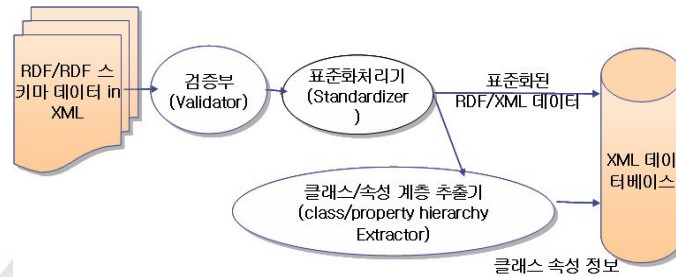 RDF/RDF 스
키마 데이터 in
XML
검증부
(Validator)
표준화처리기
(Standardizer
)
표준화된
RDF/XML 데이터
XML 데이
터베이스
클래스/속성 계층 추출기
(class/property hierarchy
Extractor)
클래스 속성 정보